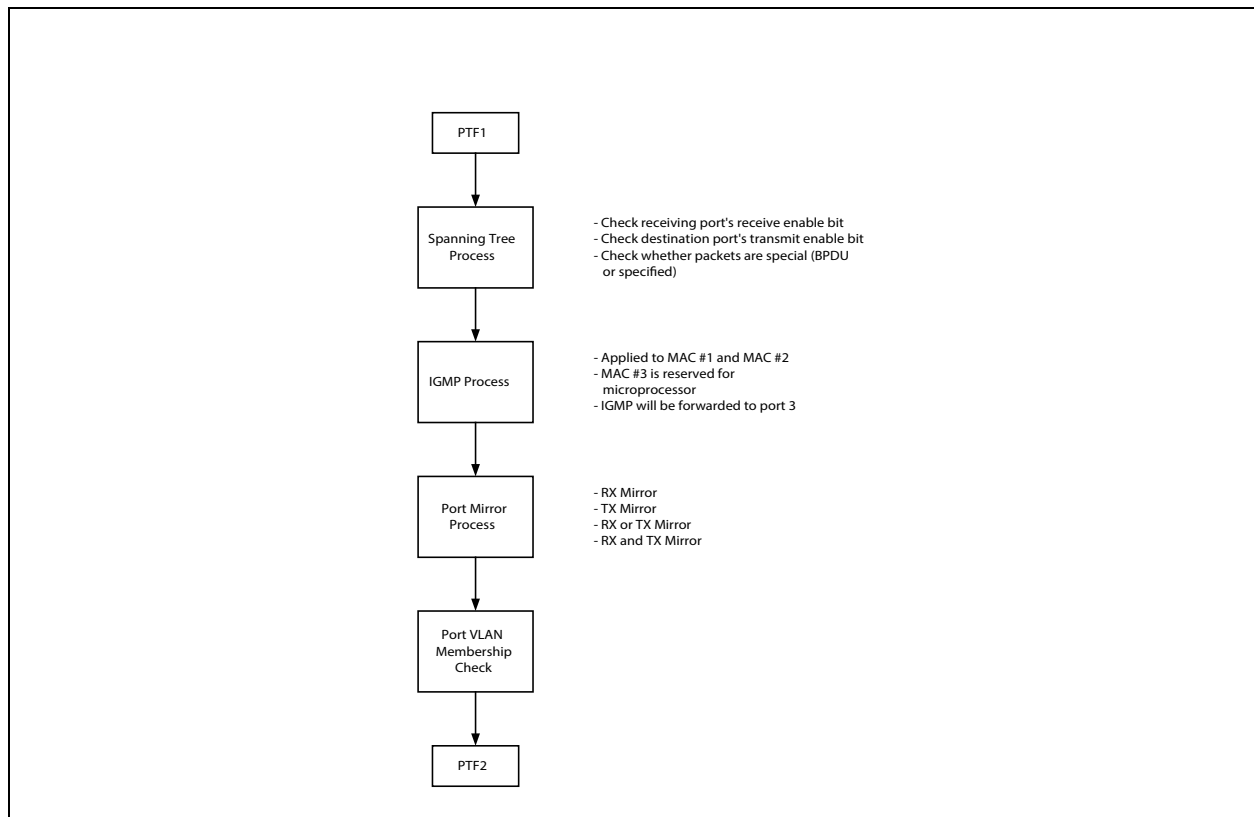 PTF1
Spanning Tree
Process
- Check receiving port's receive enable bit
- Check destination port's transmit enable bit
- Check whether packets are special (BPDU
or specified)
IGMP Process
- Applied to MAC #1 and MAC #2
- MAC #3 is reserved for
microprocessor
- IGMP will be forwarded to port 3
Port Mirror
Process
- RX Mirror
- TX Mirror
- RX or TX Mirror
- RX and TX Mirror
Port VLAN
Membership
Check
PTF2